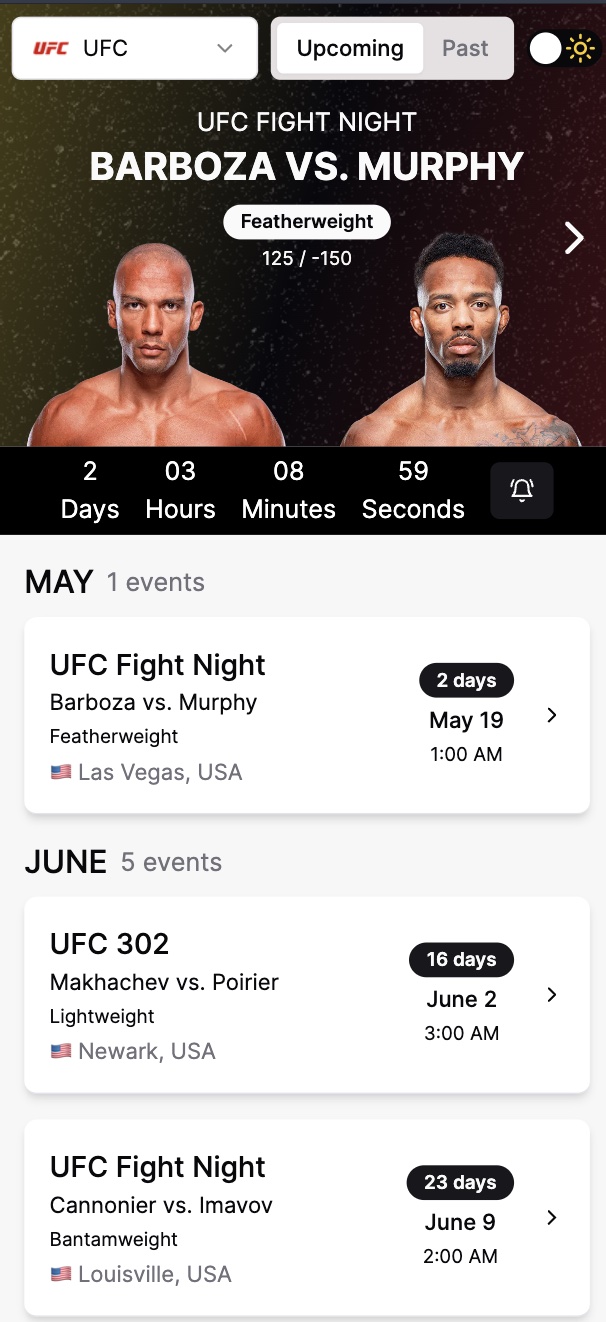 UFC UFC
Upcoming Past
UFC FIGHT NIGHT
BARBOZA VS. MURPHY
Featherweight
125 / -150
2 03 08 59
Days Hours Minutes Seconds
MAY 1 events
UFC Fight Night
Barboza vs. Murphy
Featherweight
Las Vegas, USA
2 days
May 19
1:00 AM
JUNE 5 events
UFC 302
Makhachev vs. Poirier
Lightweight
Newark, USA
16 days
June 2
3:00 AM
UFC Fight Night
Cannonier vs. Imavov
Bantamweight
Louisville, USA
23 days
June 9
2:00 AM